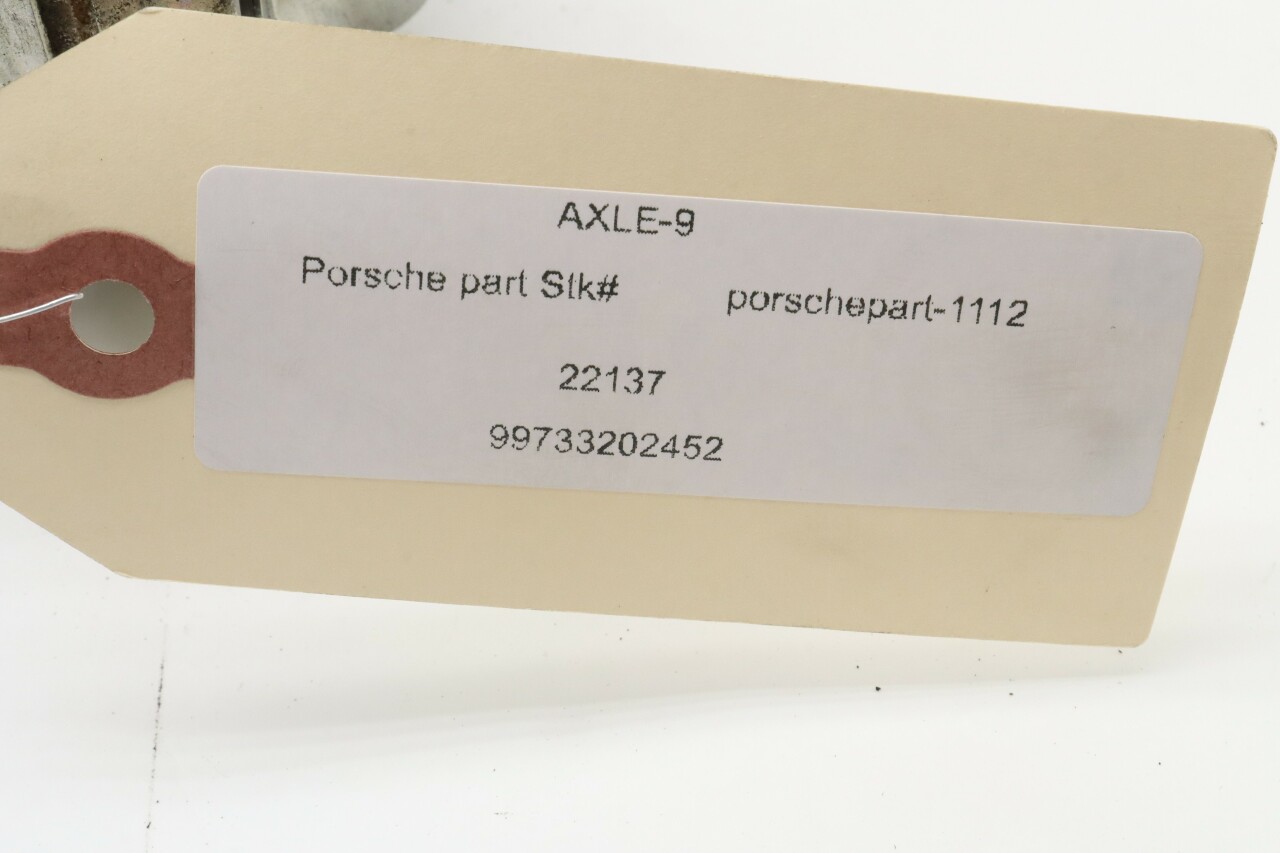 AXLE-9
Porsche part Stk# porschepart-1112
22137
99733202452